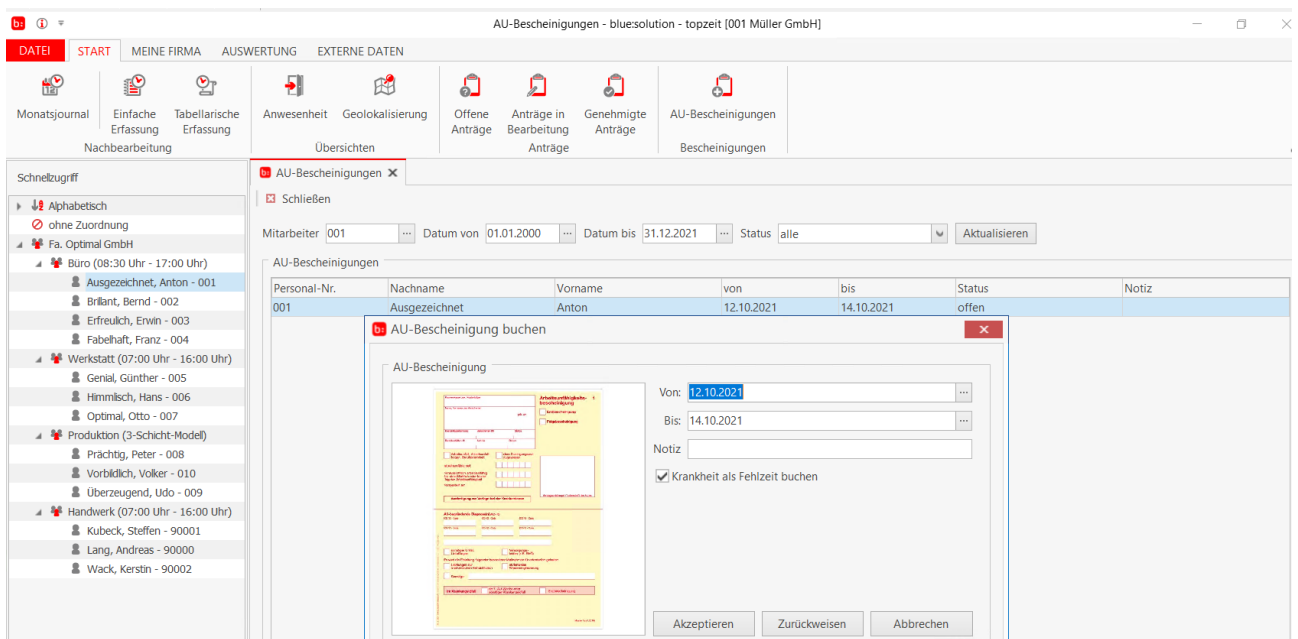 b: AU-Bescheinigungen - blue:solution - topzeit [001 Müller GmbH]
DATEI START MEINE FIRMA AUSWERTUNG EXTERNE DATEN
Monatsjournal
Einfache Erfassung
Tabellarische Erfassung
Nachbearbeitung
Anwesenheit
Geolokalisierung
Übersichten
Offene Anträge
Anträge in Bearbeitung
Genehmigte Anträge
Anträge
AU-Bescheinigungen
Bescheinigungen
Schnellzugriff
Alphabetisch
ohne Zuordnung
Fa. Optimal GmbH
Büro (08:30 Uhr - 17:00 Uhr)
Ausgezeichnet, Anton - 001
Brillant, Bernd - 002
Erfreulich, Erwin - 003
Fabelhaft, Franz - 004
Werkstatt (07:00 Uhr - 16:00 Uhr)
Genial, Günther - 005
Himmlisch, Hans - 006
Optimal, Otto - 007
Produktion (3-Schicht-Modell)
Prächtig, Peter - 008
Vorbildlich, Volker - 010
Überzeugend, Udo - 009
Handwerk (07:00 Uhr - 16:00 Uhr)
Kubeck, Steffen - 90001
Lang, Andreas - 90000
Wack, Kerstin - 90002
b: AU-Bescheinigungen
Schließen
Mitarbeiter 001 ... Datum von 01.01.2000 ... Datum bis 31.12.2021 ... Status alle Aktualisieren
AU-Bescheinigungen
Personal-Nr. Nachname Vorname von bis Status Notiz
001 Ausgezeichnet Anton 12.10.2021 14.10.2021 offen
b: AU-Bescheinigung buchen
AU-Bescheinigung
Arbeitsunfähigkeits-
bescheinigung
Von: 12.10.2021 ...
Bis: 14.10.2021 ...
Notiz
Krankheit als Fehlzeit buchen
Akzeptieren Zurückweisen Abbrechen